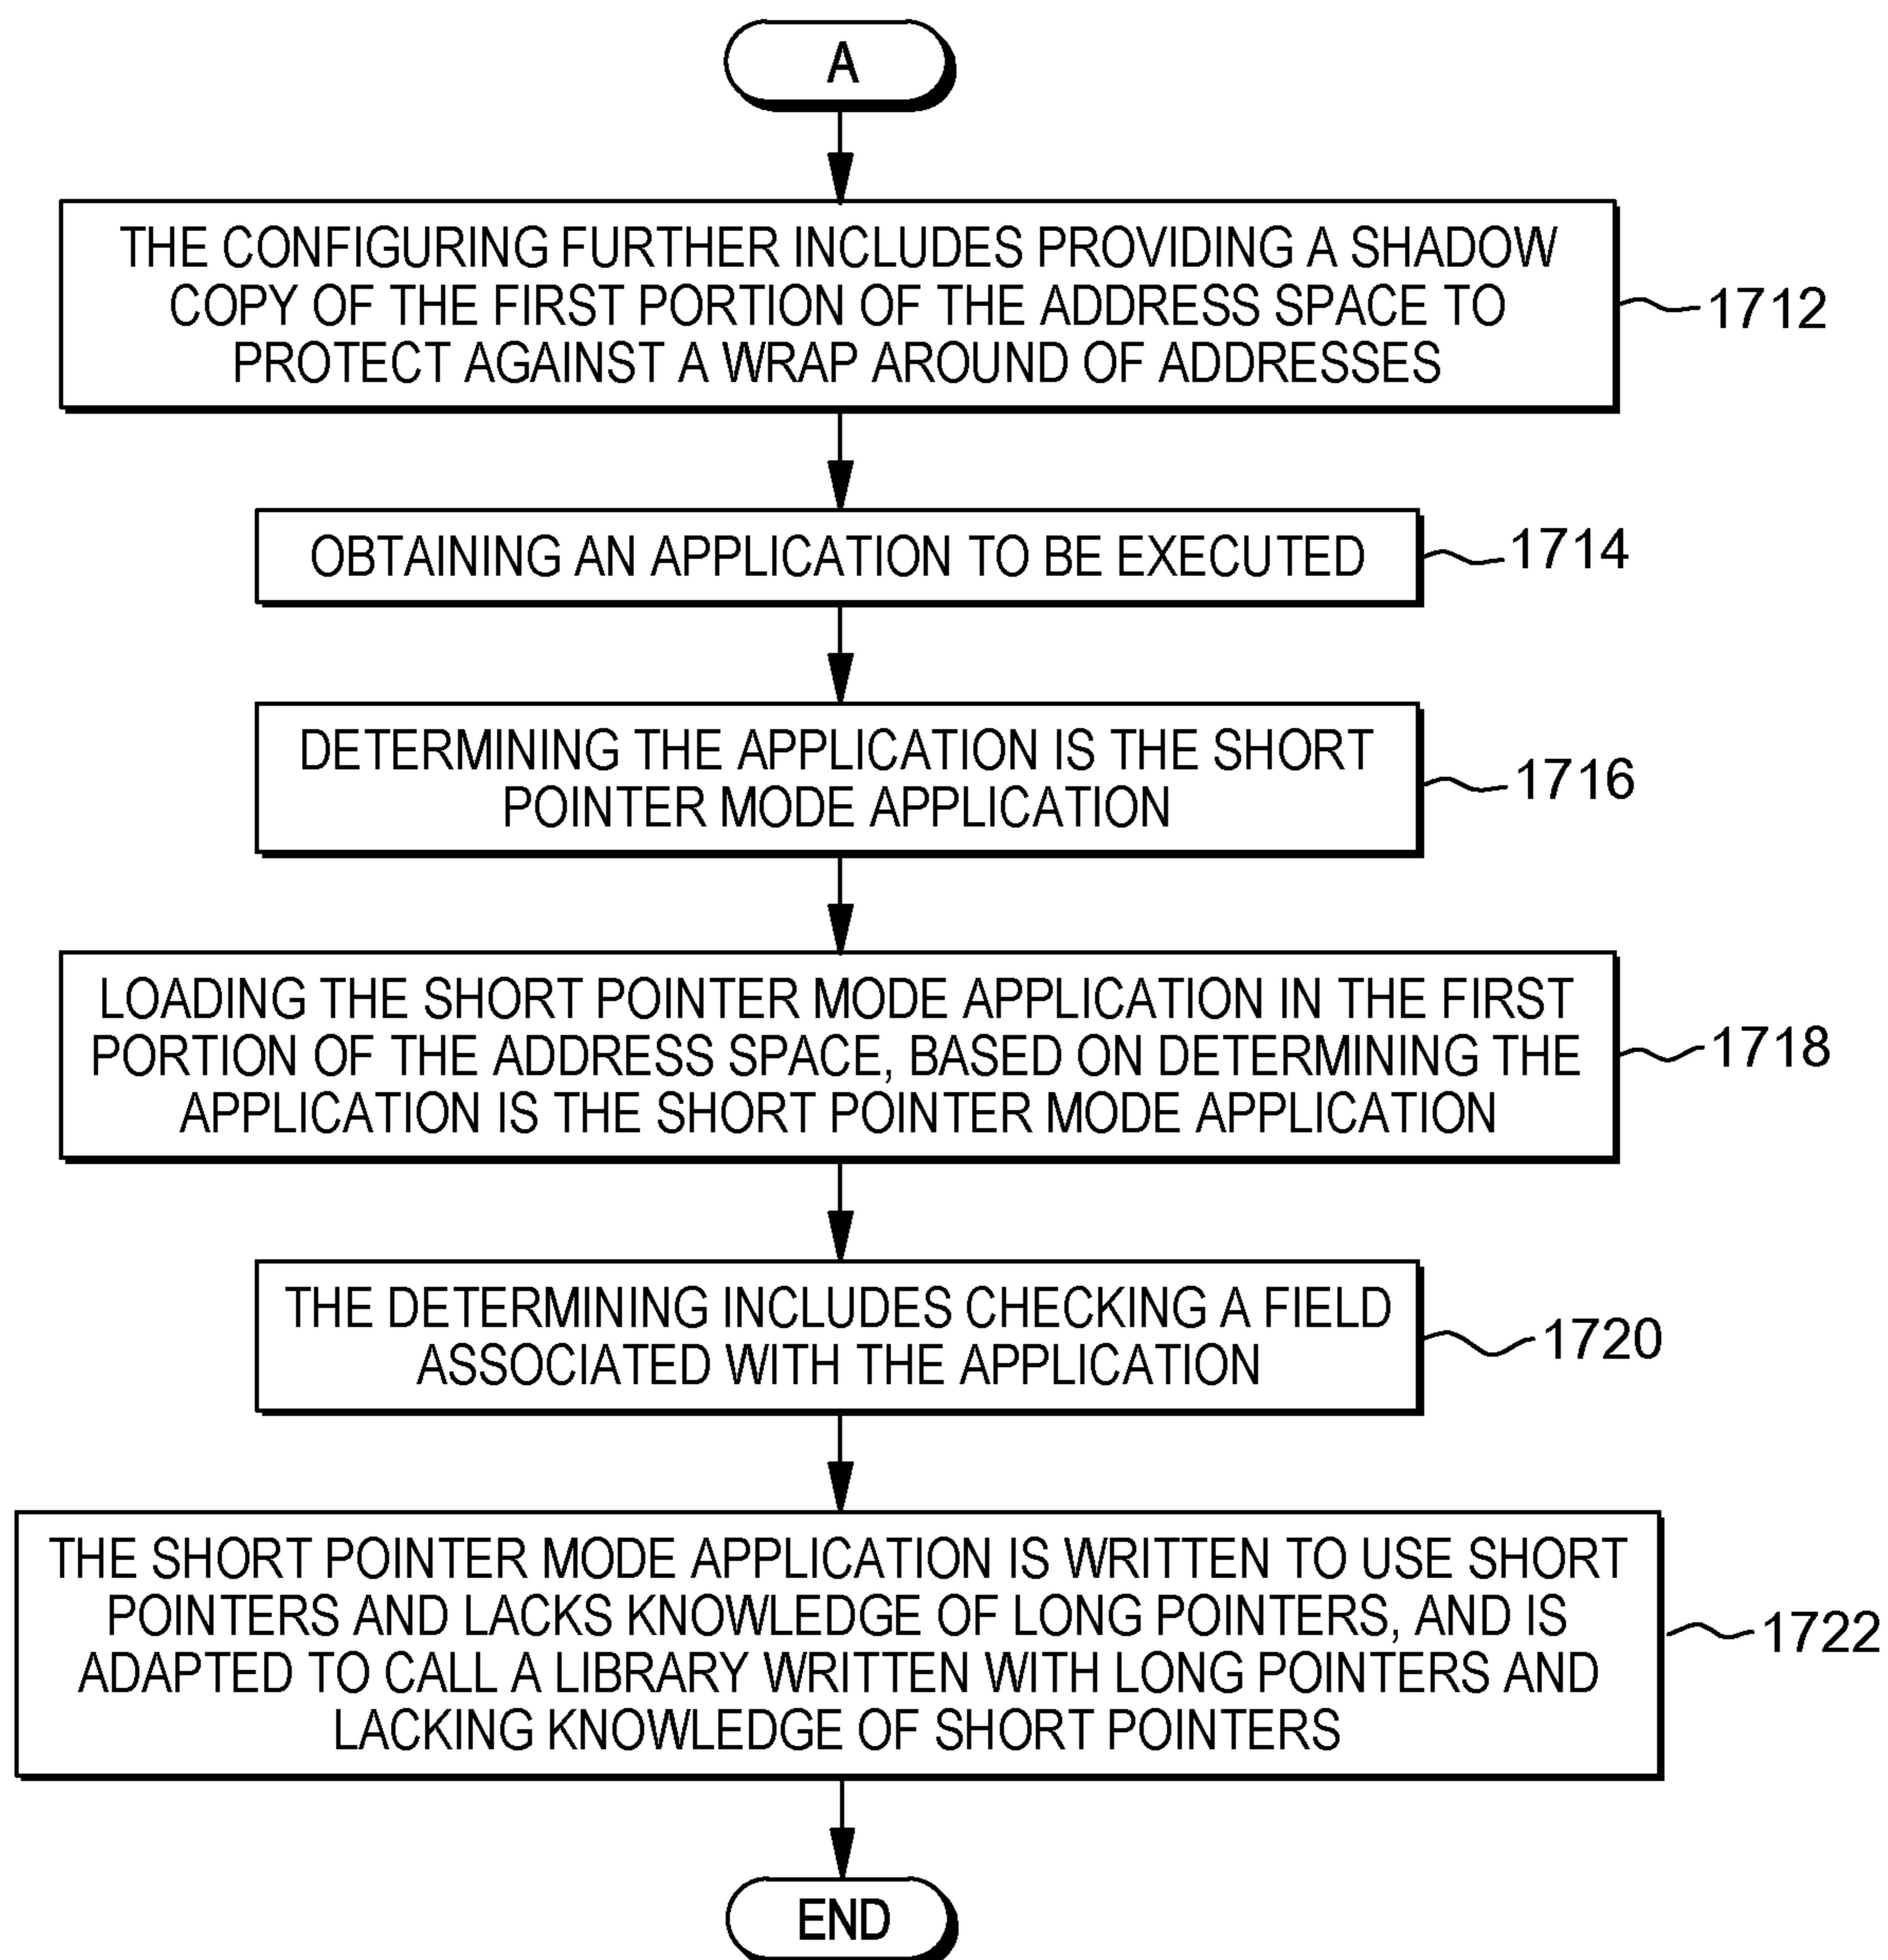 A
THE CONFIGURING FURTHER INCLUDES PROVIDING A SHADOW
COPY OF THE FIRST PORTION OF THE ADDRESS SPACE TO
PROTECT AGAINST A WRAP AROUND OF ADDRESSES
1712
OBTAINING AN APPLICATION TO BE EXECUTED
1714
DETERMINING THE APPLICATION IS THE SHORT
POINTER MODE APPLICATION
1716
LOADING THE SHORT POINTER MODE APPLICATION IN THE FIRST
PORTION OF THE ADDRESS SPACE, BASED ON DETERMINING THE
APPLICATION IS THE SHORT POINTER MODE APPLICATION
1718
THE DETERMINING INCLUDES CHECKING A FIELD
ASSOCIATED WITH THE APPLICATION
1720
THE SHORT POINTER MODE APPLICATION IS WRITTEN TO USE SHORT
POINTERS AND LACKS KNOWLEDGE OF LONG POINTERS, AND IS
ADAPTED TO CALL A LIBRARY WRITTEN WITH LONG POINTERS AND
LACKING KNOWLEDGE OF SHORT POINTERS
1722
END